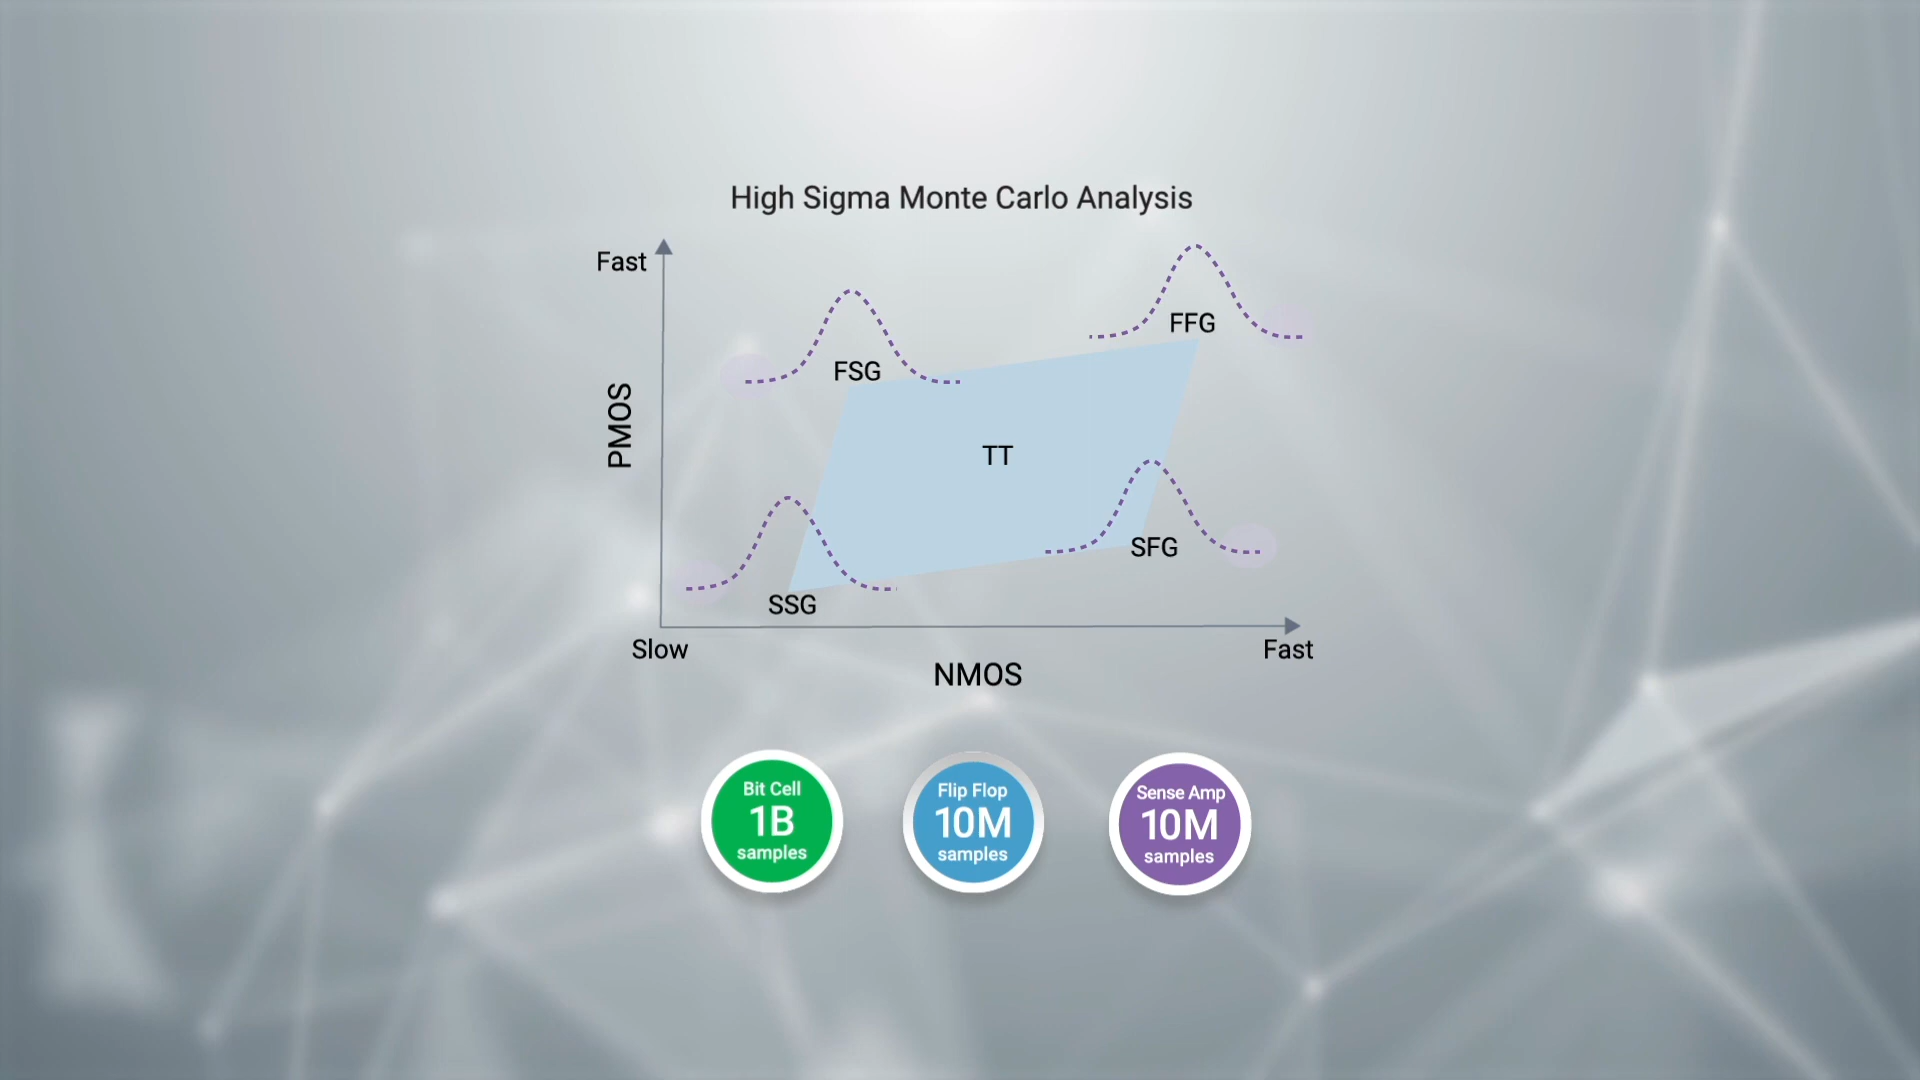 High Sigma Monte Carlo Analysis
Fast
FFG
FSG
PMOS
TT
SFG
SSG
Slow
Fast
NMOS
Bit Cell
1B
samples
Flip Flop
10M
samples
Sense Amp
10M
samples